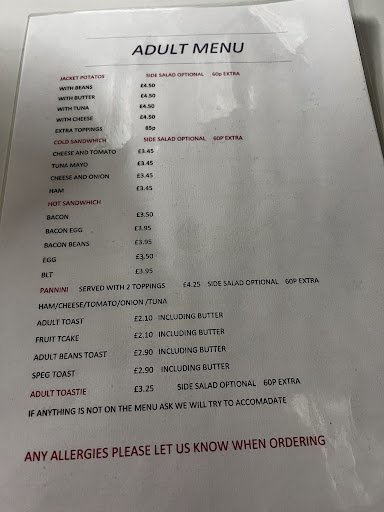 ADULT MENU
JACKET POTATOS SIDE SALAD OPTIONAL 60p EXTRA
WITH BEANS £4.50
WITH BUTTER £4.50
WITH TUNA £4.50
WITH CHEESE £4.50
EXTRA TOPPINGS 85p
COLD SANDWHICH SIDE SALAD OPTIONAL 60P EXTRA
CHEESE AND TOMATO £3.45
TUNA MAYO £3.45
CHEESE AND ONION £3.45
HAM £3.45
HOT SANDWHICH
BACON £3.50
BACON EGG £3.95
BACON BEANS £3.95
EGG £3.50
BLT £3.95
PANNINI SERVED WITH 2 TOPPINGS £4.25 SIDE SALAD OPTIONAL 60P EXTRA
HAM/CHEESE/TOMATO/ONION /TUNA
ADULT TOAST £2.10 INCLUDING BUTTER
FRUIT TCAKE £2.10 INCLUDING BUTTER
ADULT BEANS TOAST £2.90 INCLUDING BUTTER
SPEG TOAST £2.90 INCLUDING BUTTER
ADULT TOASTIE £3.25 SIDE SALAD OPTIONAL 60P EXTRA
IF ANYTHING IS NOT ON THE MENU ASK WE WILL TRY TO ACCOMADATE
ANY ALLERGIES PLEASE LET US KNOW WHEN ORDERING